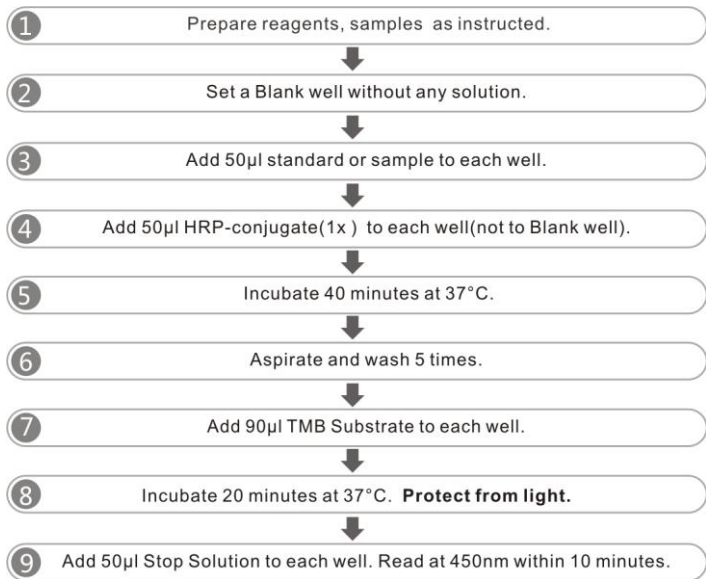 1 Prepare reagents, samples as instructed.
2 Set a Blank well without any solution.
3 Add 50μl standard or sample to each well.
4 Add 50μl HRP-conjugate(1x ) to each well(not to Blank well).
5 Incubate 40 minutes at 37°C.
6 Aspirate and wash 5 times.
7 Add 90μl TMB Substrate to each well.
8 Incubate 20 minutes at 37°C. Protect from light.
9 Add 50μl Stop Solution to each well. Read at 450nm within 10 minutes.